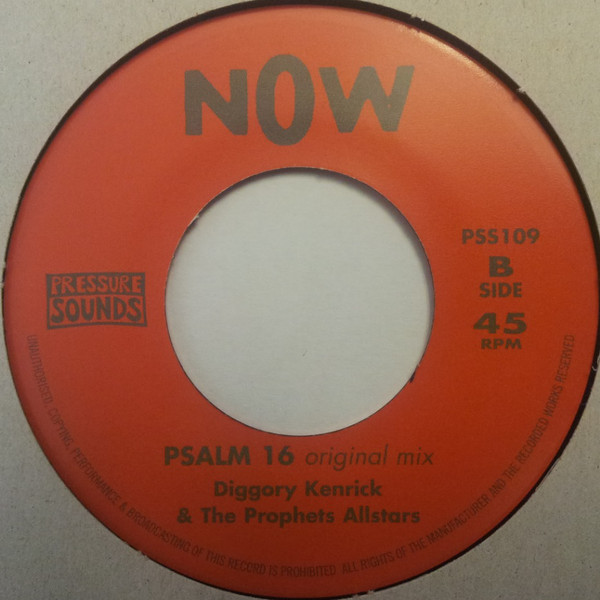 NOW
PRESSURE
SOUNDS
PSS109
B
SIDE
45
RPM
PSALM 16 original mix
Diggory Kenrick
& The Prophets Allstars
UNAUTHORISED COPYING, PERFORMANCE & BROADCASTING OF THIS RECORD IS PROHIBITED ALL RIGHTS OF THE MANUFACTURER AND THE RECORDED WORKS RESERVED